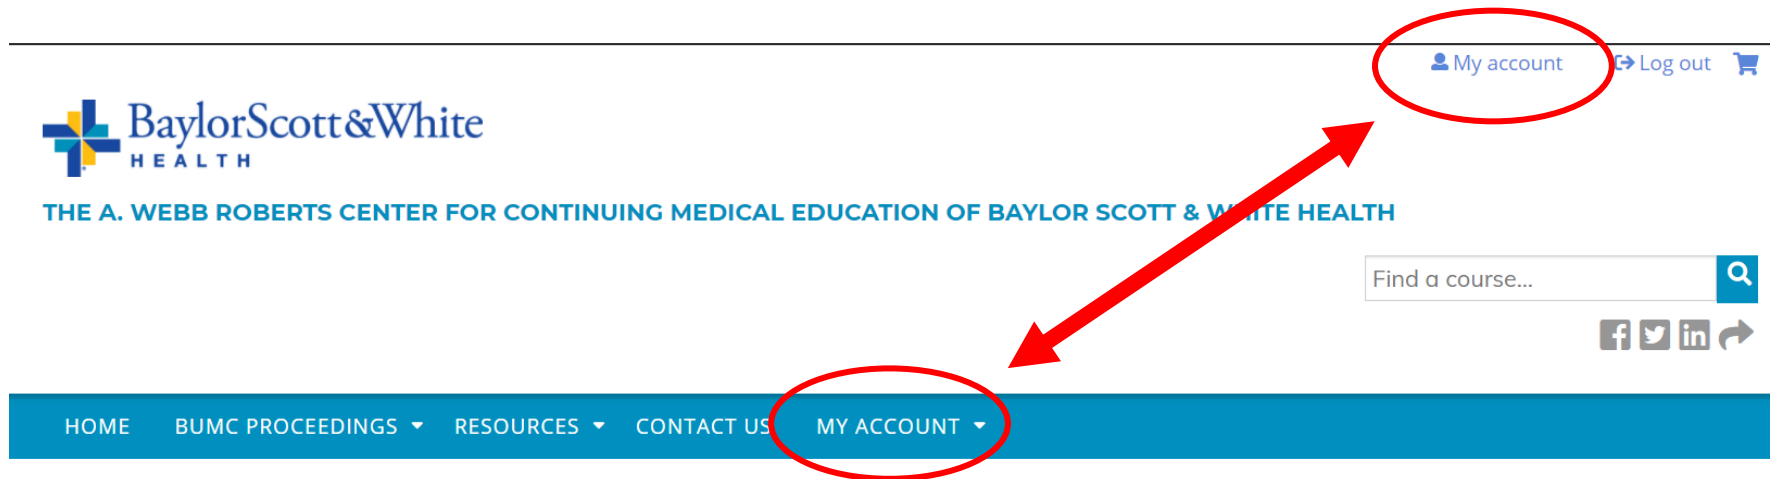 My account Log out
BaylorScott&White
HEALTH
THE A. WEBB ROBERTS CENTER FOR CONTINUING MEDICAL EDUCATION OF BAYLOR SCOTT & WHITE HEALTH
Find a course...
HOME BUMC PROCEEDINGS RESOURCES CONTACT US MY ACCOUNT